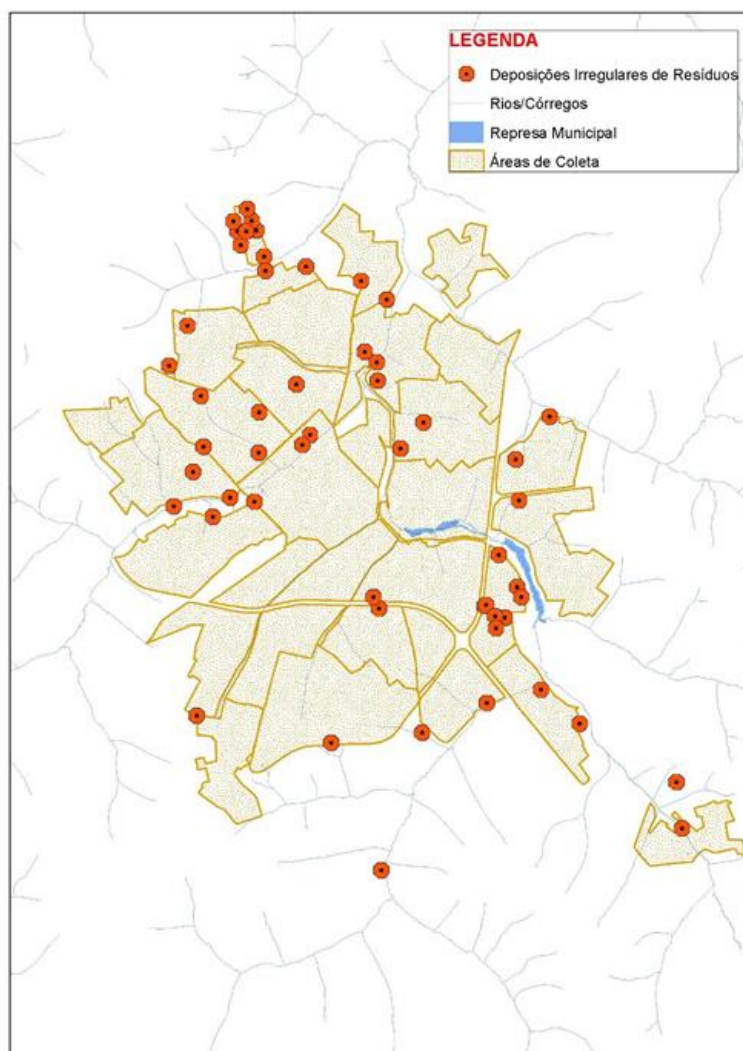 LEGENDA
Deposições Irregulares de Resíduos
Rios/Córregos
Represa Municipal
Áreas de Coleta